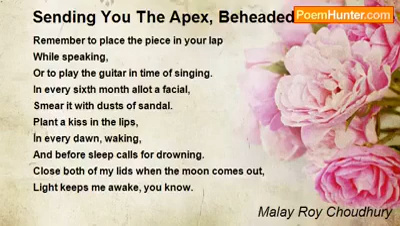 Sending You The Apex, Beheaded
PoemHunter.com
Remember to place the piece in your lap
While speaking,
Or to play the guitar in time of singing.
In every sixth month allot a facial,
Smear it with dusts of sandal.
Plant a kiss in the lips,
In every dawn, waking,
And before sleep calls for drowning.
Close both of my lids when the moon comes out,
Light keeps me awake, you know.
Malay Roy Choudhury